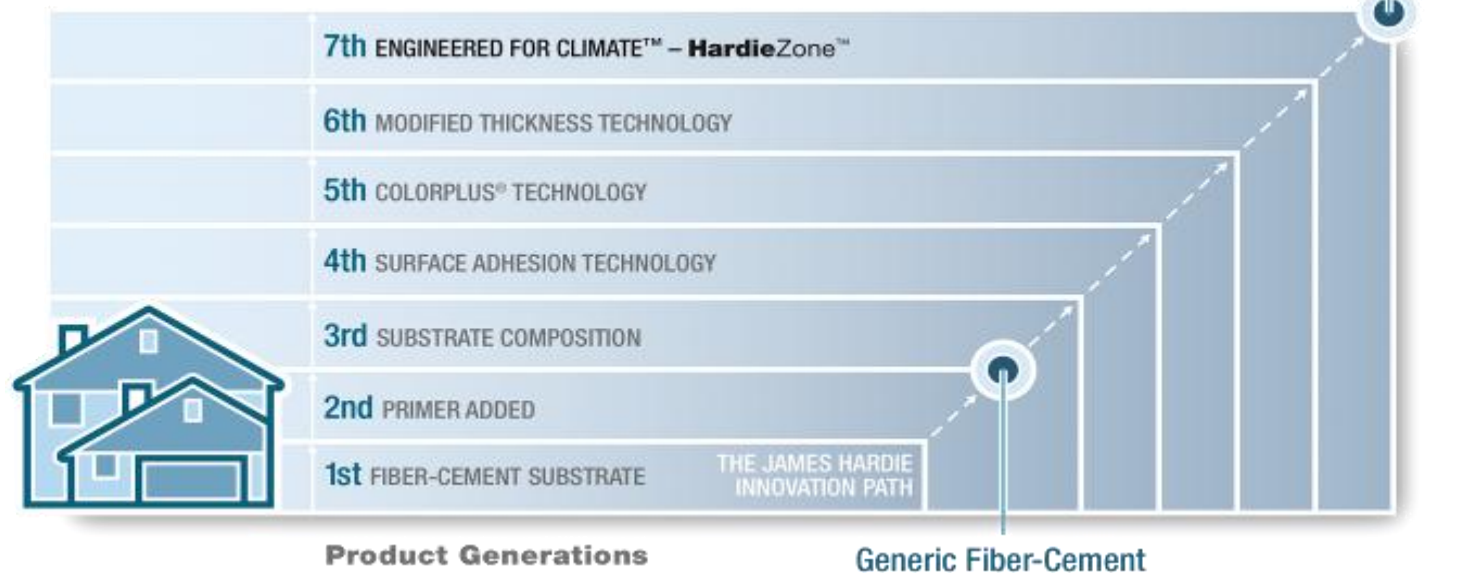 7th ENGINEERED FOR CLIMATE™ – HardieZone™
6th MODIFIED THICKNESS TECHNOLOGY
5th COLORPLUS® TECHNOLOGY
4th SURFACE ADHESION TECHNOLOGY
3rd SUBSTRATE COMPOSITION
2nd PRIMER ADDED
1st FIBER-CEMENT SUBSTRATE
THE JAMES HARDIE
INNOVATION PATH
Product Generations
Generic Fiber-Cement